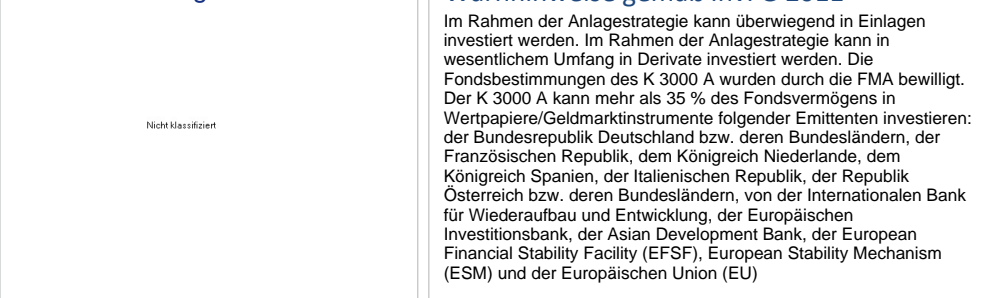 Nicht klassifiziert
Im Rahmen der Anlagestrategie kann überwiegend in Einlagen
investiert werden. Im Rahmen der Anlagestrategie kann in
wesentlichem Umfang in Derivate investiert werden. Die
Fondsbestimmungen des K 3000 A wurden durch die FMA bewilligt.
Der K 3000 A kann mehr als 35 % des Fondsvermögens in
Wertpapiere/Geldmarktinstrumente folgender Emittenten investieren:
der Bundesrepublik Deutschland bzw. deren Bundesländern, der
Französischen Republik, dem Königreich Niederlande, dem
Königreich Spanien, der Italienischen Republik, der Republik
Österreich bzw. deren Bundesländern, von der Internationalen Bank
für Wiederaufbau und Entwicklung, der Europäischen
Investitionsbank, der Asian Development Bank, der European
Financial Stability Facility (EFSF), European Stability Mechanism
(ESM) und der Europäischen Union (EU)